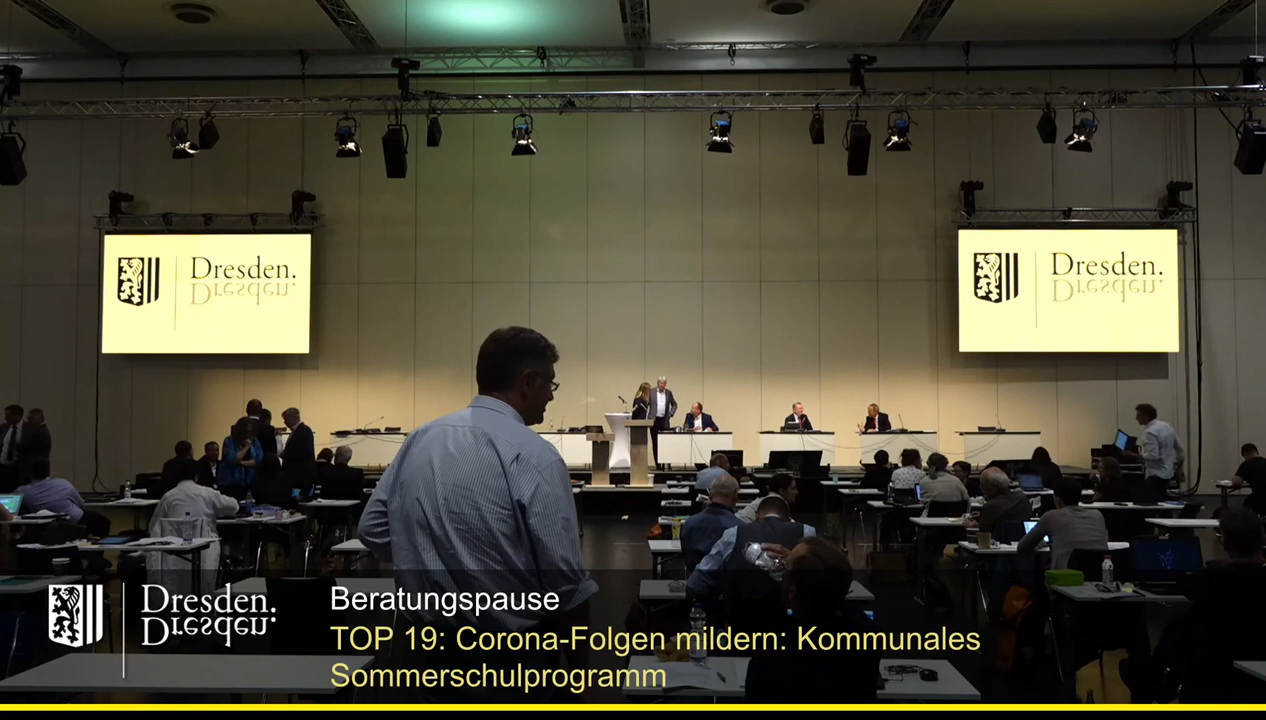 Dresden.
Dresden.
Dresden.
Dresden.
Dresden.
Dresden.
Beratungspause
TOP 19: Corona-Folgen mildern: Kommunales
Sommerschulprogramm